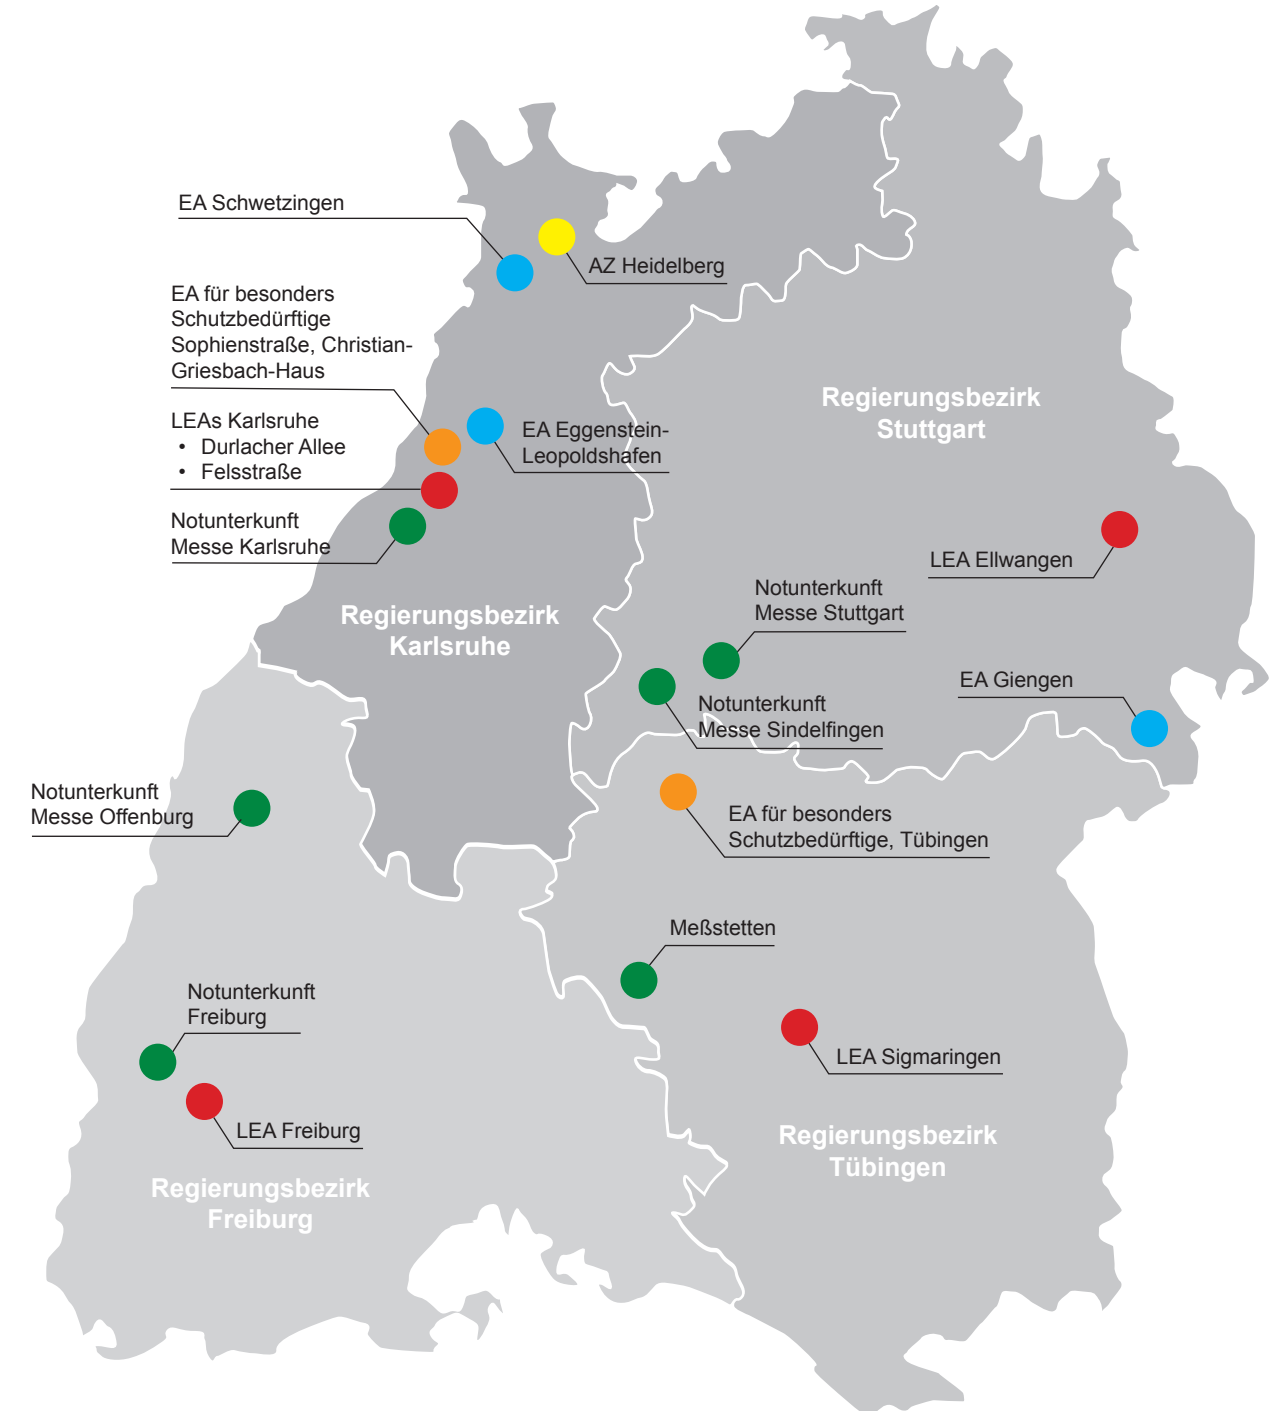 EA Schwetzingen
AZ Heidelberg
EA für besonders
Schutzbedürftige
Sophienstraße, Christian-
Griesbach-Haus
LEAs Karlsruhe
• Durlacher Allee
• Felsstraße
EA Eggenstein-
Leopoldshafen
Notunterkunft
Messe Karlsruhe
Regierungsbezirk
Karlsruhe
Regierungsbezirk
Stuttgart
LEA Ellwangen
Notunterkunft
Messe Stuttgart
EA Giengen
Notunterkunft
Messe Sindelfingen
Notunterkunft
Messe Offenburg
EA für besonders
Schutzbedürftige, Tübingen
Meßstetten
Notunterkunft
Freiburg
LEA Sigmaringen
LEA Freiburg
Regierungsbezirk
Tübingen
Regierungsbezirk
Freiburg